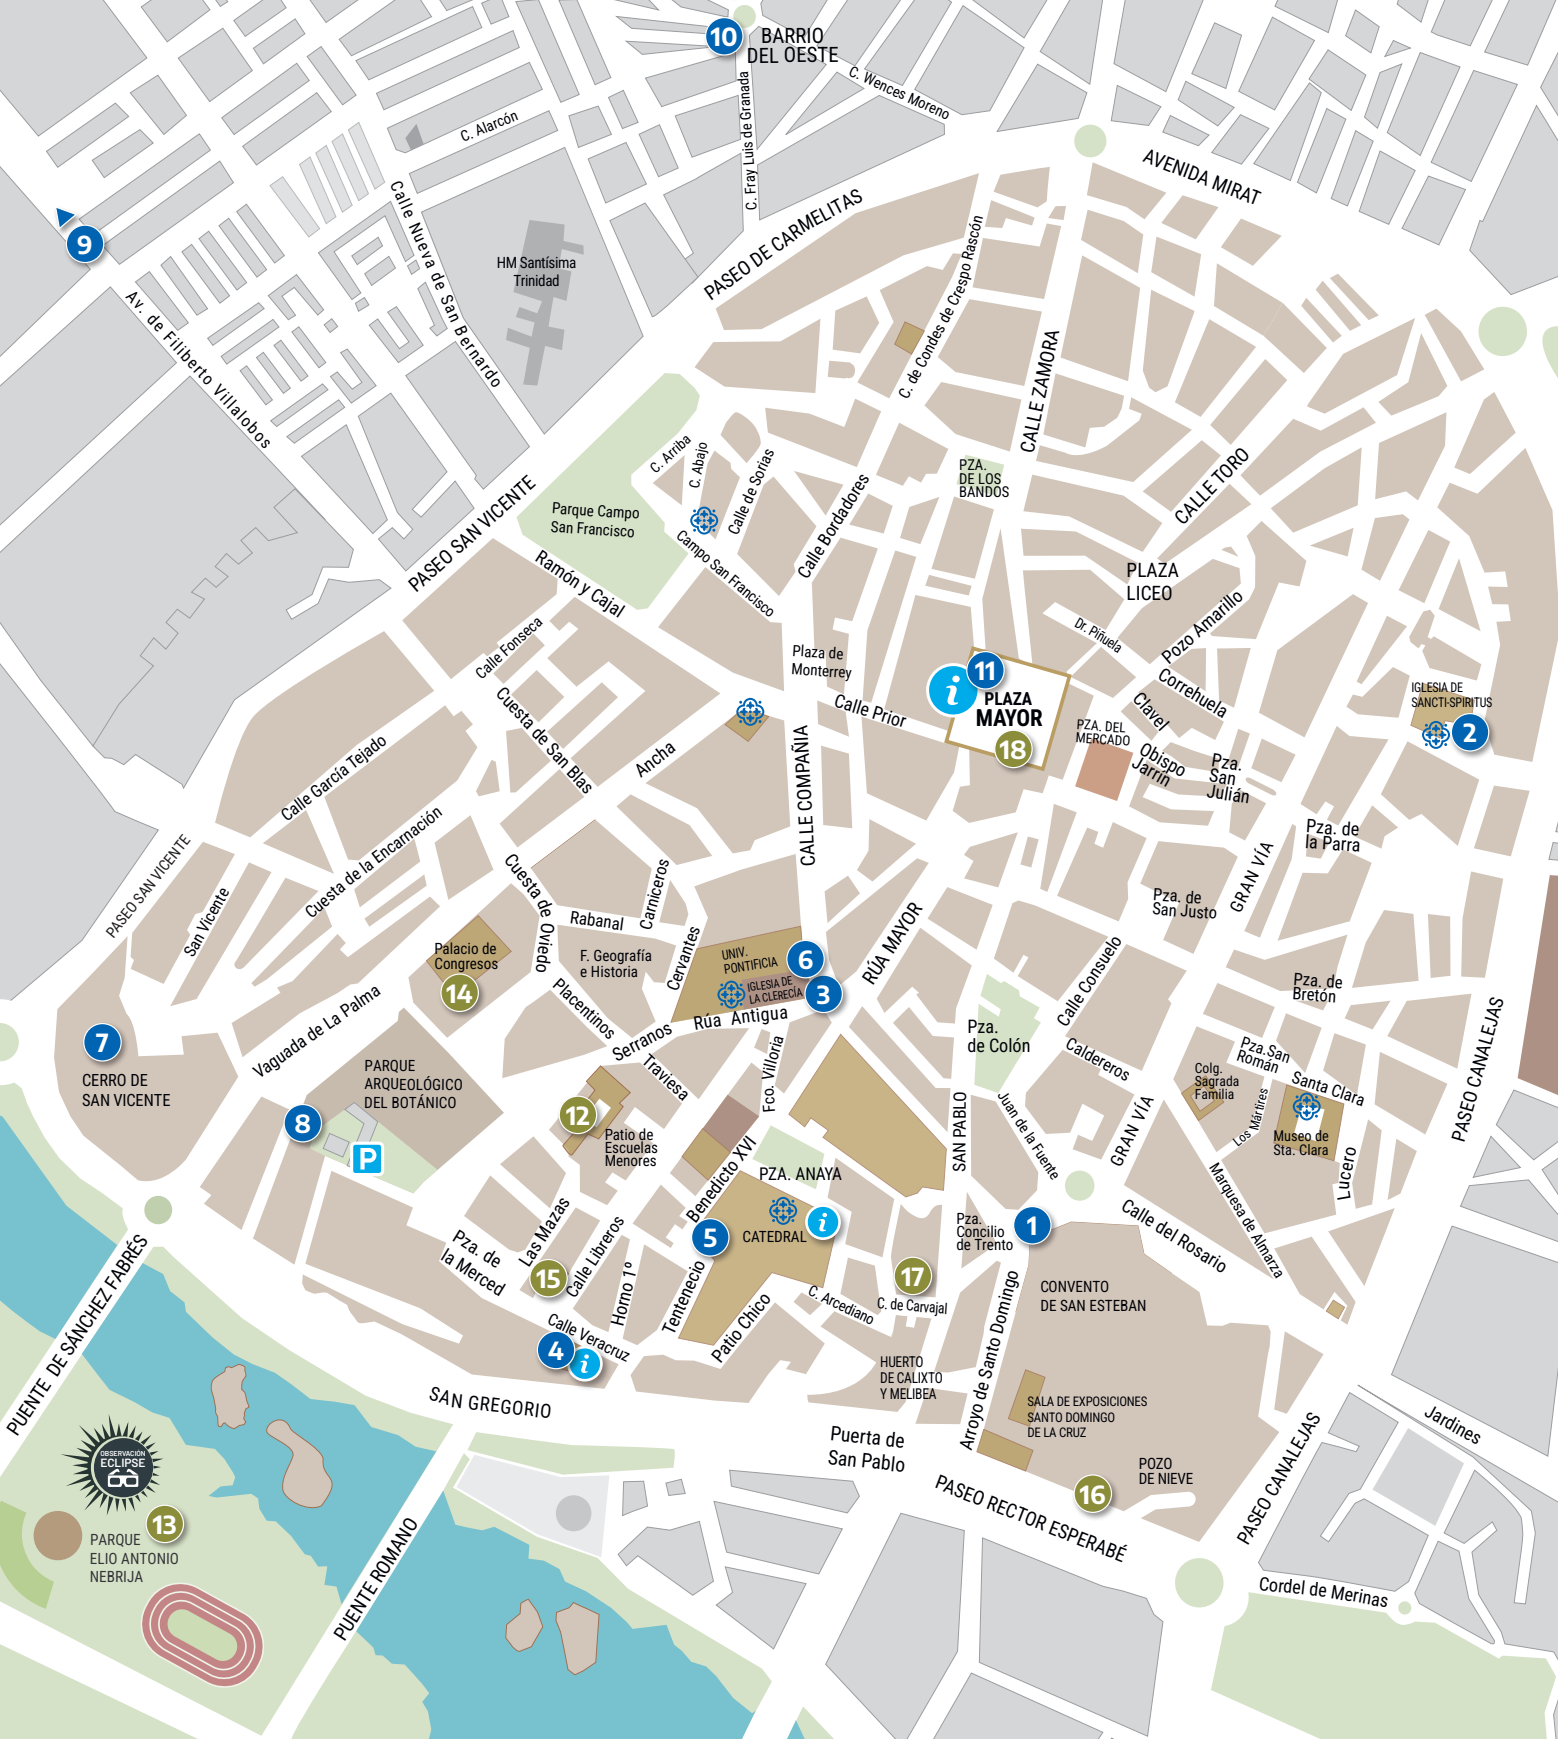 10
BARRIO
DEL OESTE
C. Wences Moreno
C. Alarcón
C. Fray Luis de Granada
AVENIDA MIRAT
9
Calle Nueva de San Bernardo
HM Santísima
Trinidad
PASEO DE CARMELITAS
Av. de Filiberto Villalobos
C. de Condes de Crespo Rascón
CALLE ZAMORA
C. Arriba
C. Abajo
Calle de Sorias
PZA.
DE LOS
BANDOS
CALLE TORO
PASEO SAN VICENTE
Parque Campo
San Francisco
Calle Bordadores
Campo San Francisco
Ramón y Cajal
PLAZA
LICEO
Calle Fonseca
Dr. Piñuela
Pozo Amarillo
Plaza de
Monterrey
11
i
PLAZA
MAYOR
18
Correhuela
Calle Prior
Clavel
IGLESIA DE
SANCTI-SPIRITUS
2
Cuesta de San Blas
PZA. DEL
MERCADO
Obispo
Jarrín
Pza.
San
Julián
Ancha
Calle García Tejado
CALLE COMPAÑIA
Cuesta de la Encarnación
PASEO SAN VICENTE
Pza. de
la Parra
GRAN VÍA
San Vicente
Cuesta de Oviedo
Carniceros
Rabanal
Pza. de
San Justo
RÚA MAYOR
Cervantes
Palacio de
Congresos
14
F. Geografía
e Historia
UNIV.
PONTIFICIA
6
IGLESIA DE
LA CLERECÍA
3
Calle Consuelo
Pza. de
Bretón
Placentinos
Rúa Antigua
Serranos
Vaguada de La Palma
7
CERRO DE
SAN VICENTE
PARQUE
ARQUEOLÓGICO
DEL BOTÁNICO
Traviesa
Fco. Villoria
Pza.
de Colón
Caldereros
Pza.San
Román
PASEO CANALEJAS
Colg.
Sagrada
Familia
Santa Clara
8
P
12
Patio de
Escuelas
Menores
Juan de la Fuente
SAN PABLO
GRAN VÍA
Los Mártires
Museo de
Sta. Clara
Lucero
Benedicto XVI
PZA. ANAYA
Marquesa de Almarza
5
CATEDRAL
i
Pza.
Concilio
de Trento
1
Calle del Rosario
Las Mazas
Calle Libreros
Pza. de
la Merced
15
Horno 1º
Tentenecio
17
C. de Carvajal
C. Arcediano
CONVENTO
DE SAN ESTEBAN
Arroyo de Santo Domingo
PUENTE DE SÁNCHEZ FABRÉS
Calle Veracruz
4
i
Patio Chico
HUERTO
DE CALIXTO
Y MELIBEA
SAN GREGORIO
SALA DE EXPOSICIONES
SANTO DOMINGO
DE LA CRUZ
Jardines
Puerta de
San Pablo
PASEO CANALEJAS
OBSERVACIÓN
ECLIPSE
POZO
DE NIEVE
16
PASEO RECTOR ESPERABÉ
13
PARQUE
ELIO ANTONIO
NEBRIJA
PUENTE ROMANO
Cordel de Merinas